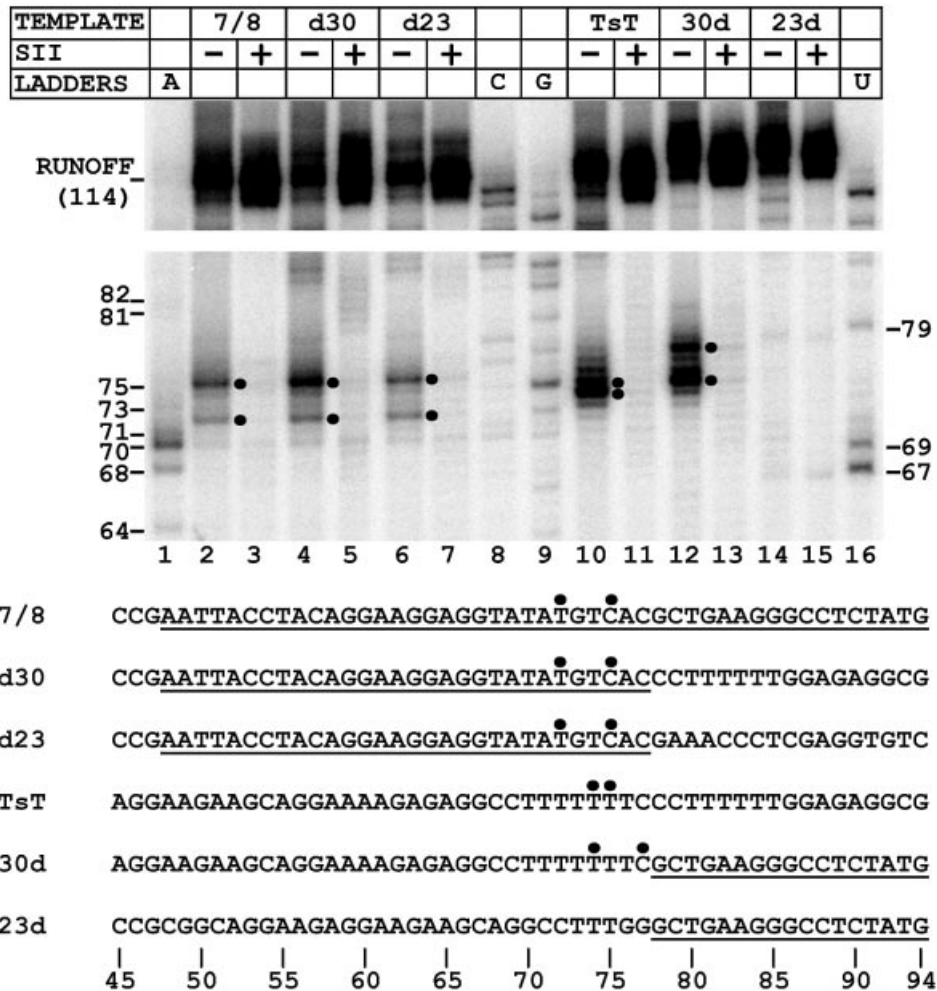 TEMPLATE 7/8 d30 d23 TsT 30d 23d
SII − + − + − + − + − + − +
LADDERS A C G U
RUNOFF
(114)
82
81
75
73
71
70
68
64
79
69
67
1 2 3 4 5 6 7 8 9 10 11 12 13 14 15 16
7/8 CCGAATTACCTACAGGAAGGAGGTATATGTCACGCTGAAGGGCCTCTATG
d30 CCGAATTACCTACAGGAAGGAGGTATATGTCACCCTTTTTTGGAGAGGCG
d23 CCGAATTACCTACAGGAAGGAGGTATATGTCACGAAACCCTCGAGGTGTC
TsT AGGAAGAAGCAGGAAAAGAGAGGCCTTTTTTTCCCTTTTTTGGAGAGGCG
30d AGGAAGAAGCAGGAAAAGAGAGGCCTTTTTTTCGCTGAAGGGCCTCTATG
23d CCGCGGCAGGAAGAGGAAGAAGCAGGCCTTTGGGCTGAAGGGCCTCTATG
45 50 55 60 65 70 75 80 85 90 94